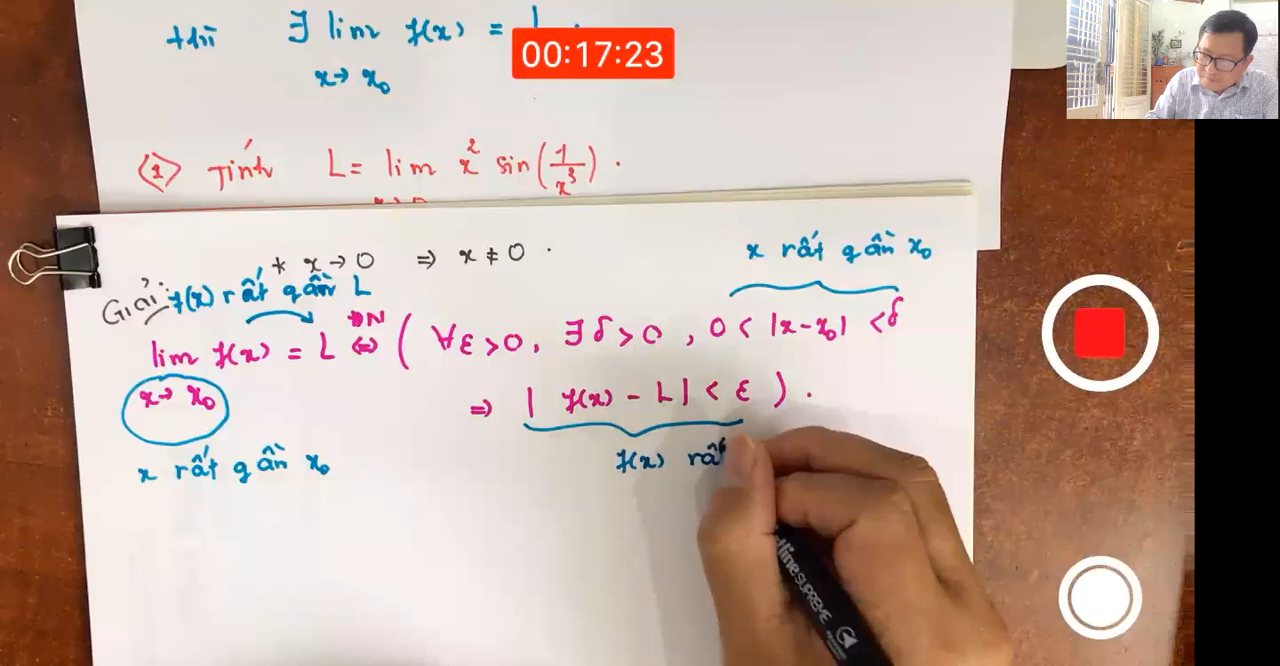 thì ∃ lim f(x) =
x→ x₀
00:17:23
⟨1⟩ Tính L = lim x² sin(1/x³).
* x → 0 ⇒ x ≠ 0.
x rất gần x₀
Giải: f(x) rất gần L
lim f(x) = L ⇔ĐN ( ∀ε>0, ∃δ>0, 0 < |x-x₀| < δ
x→ x₀ ⇒ | f(x) - L| < ε ).
x rất gần x₀ f(x) rất
SUPREME